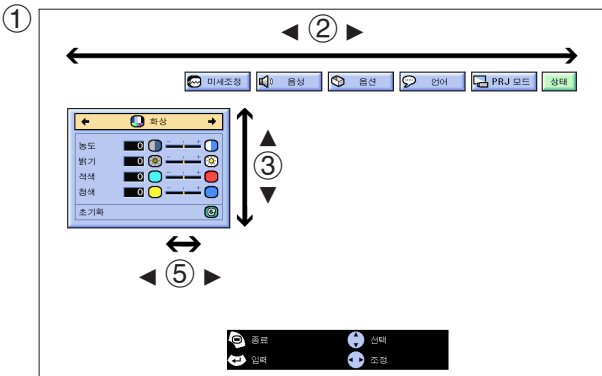 ①
◀ ② ▶
미세조정 음성 옵션 언어 PRJ 모드 상태
화상
농도 0 - +
밝기 0 - +
적색 0 - +
청색 0 - +
초기화
▲
③
▼
◀ ⑤ ▶
종료 선택
입력 조정